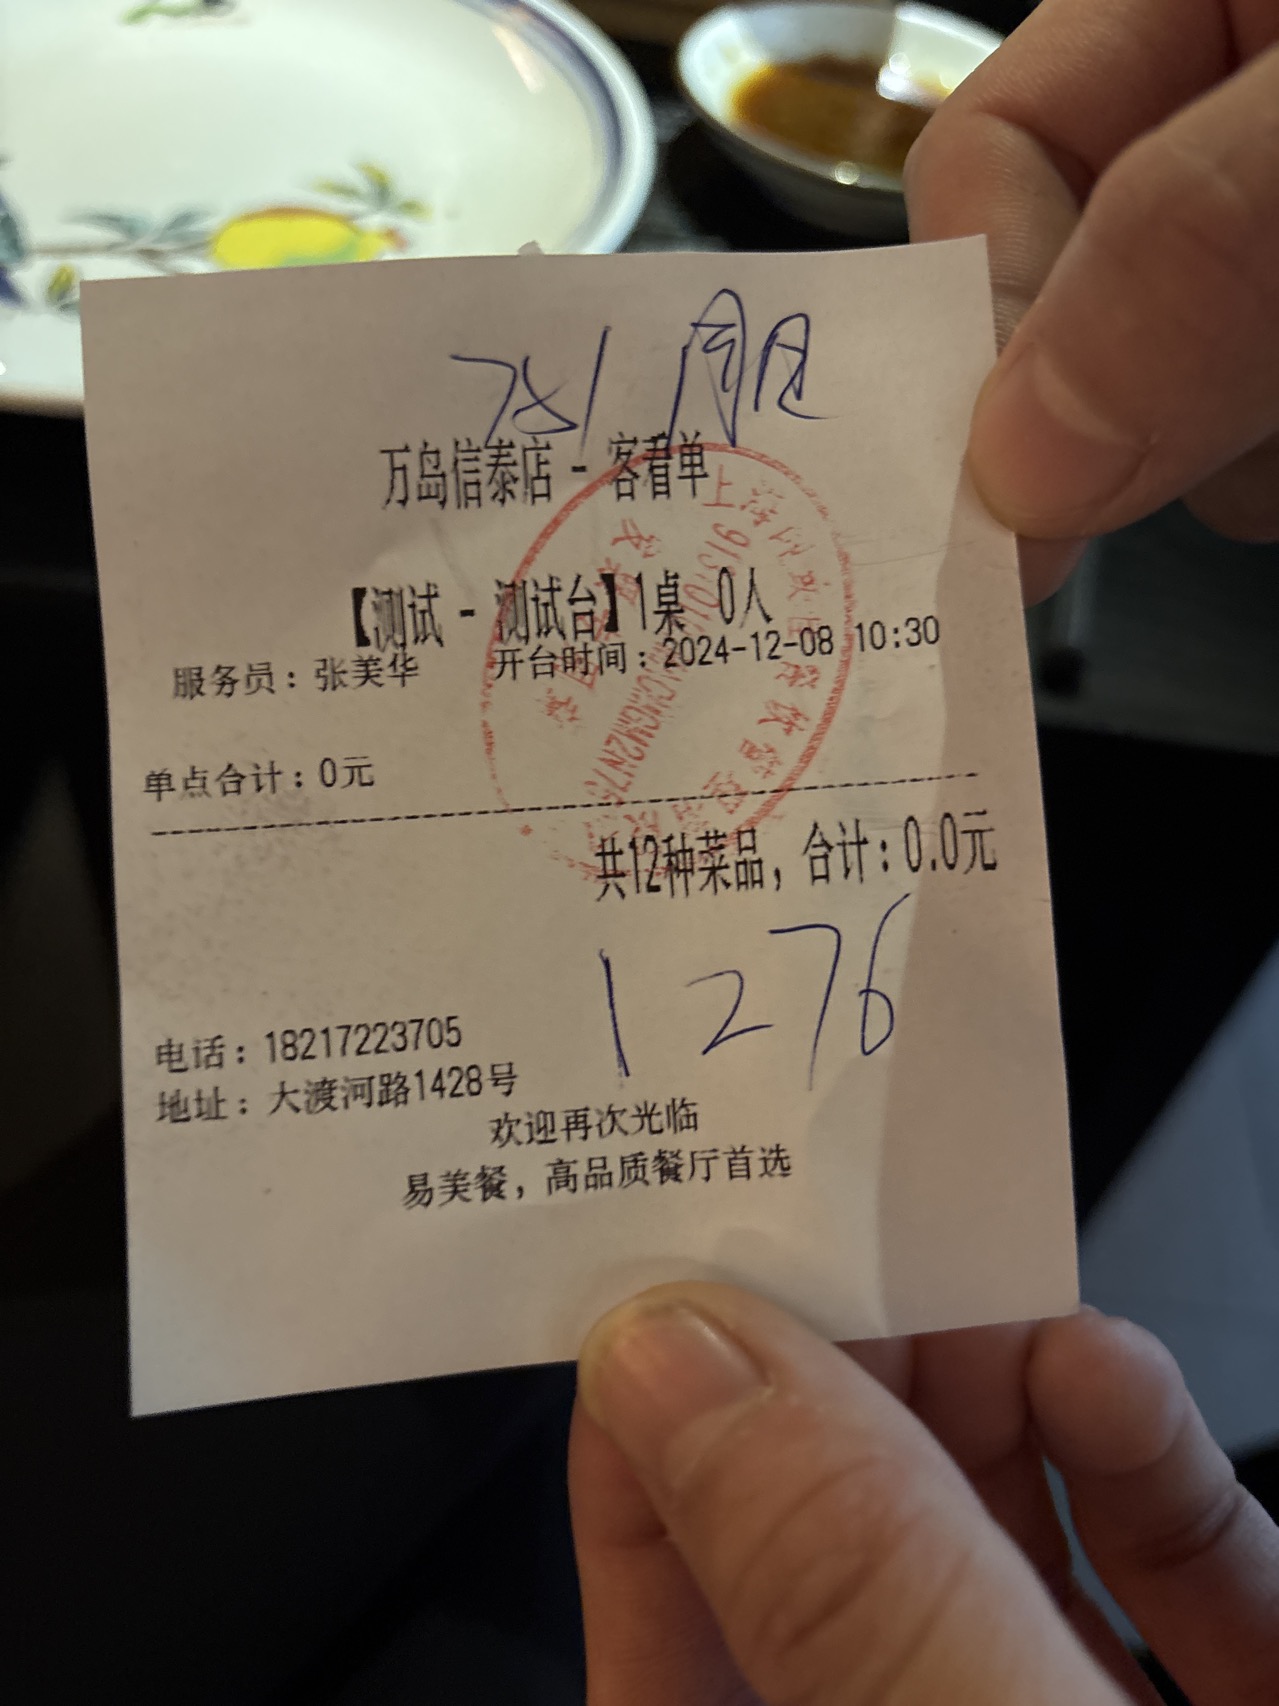 万岛信泰店 - 客看单
【测试 - 测试台】1桌 0人
服务员：张美华 开台时间：2024-12-08 10:30
单点合计：0元
共12种菜品，合计：0.0元
1276
电话：18217223705
地址：大渡河路1428号
欢迎再次光临
易美餐，高品质餐厅首选